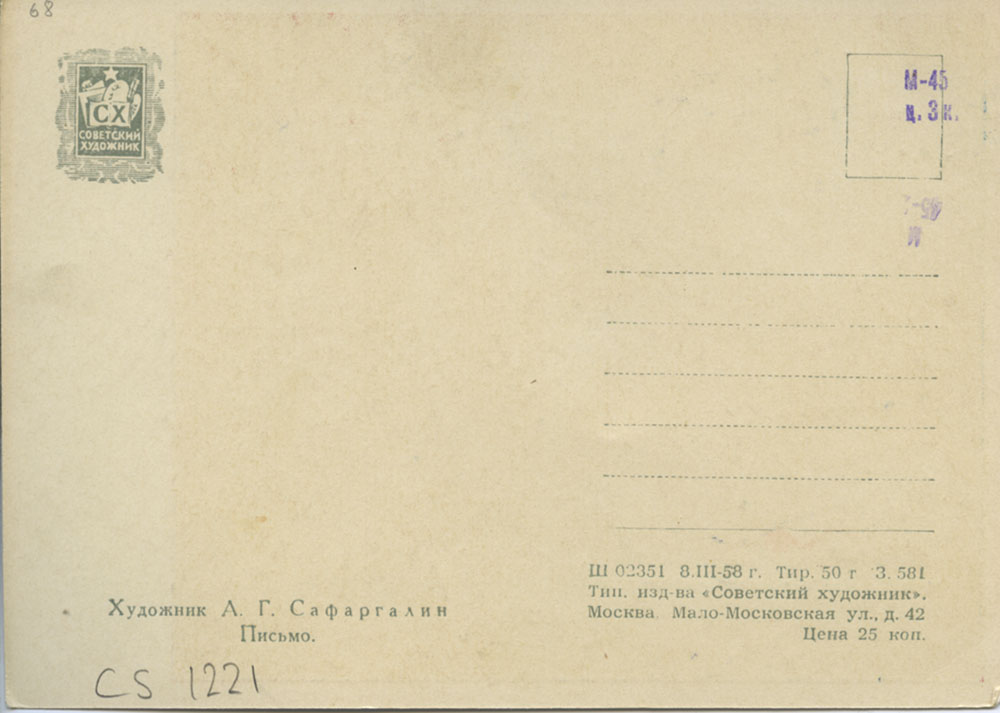 68
СХ
СОВЕТСКИЙ
ХУДОЖНИК
М-45
ц. 3 к.
45-
М
Художник А. Г. Сафаргалин
Письмо.
Ш 02351 8.III-58 г. Тир. 50 т З. 581
Тип. изд-ва «Советский художник».
Москва. Мало-Московская ул., д. 42
Цена 25 коп.
CS 1221